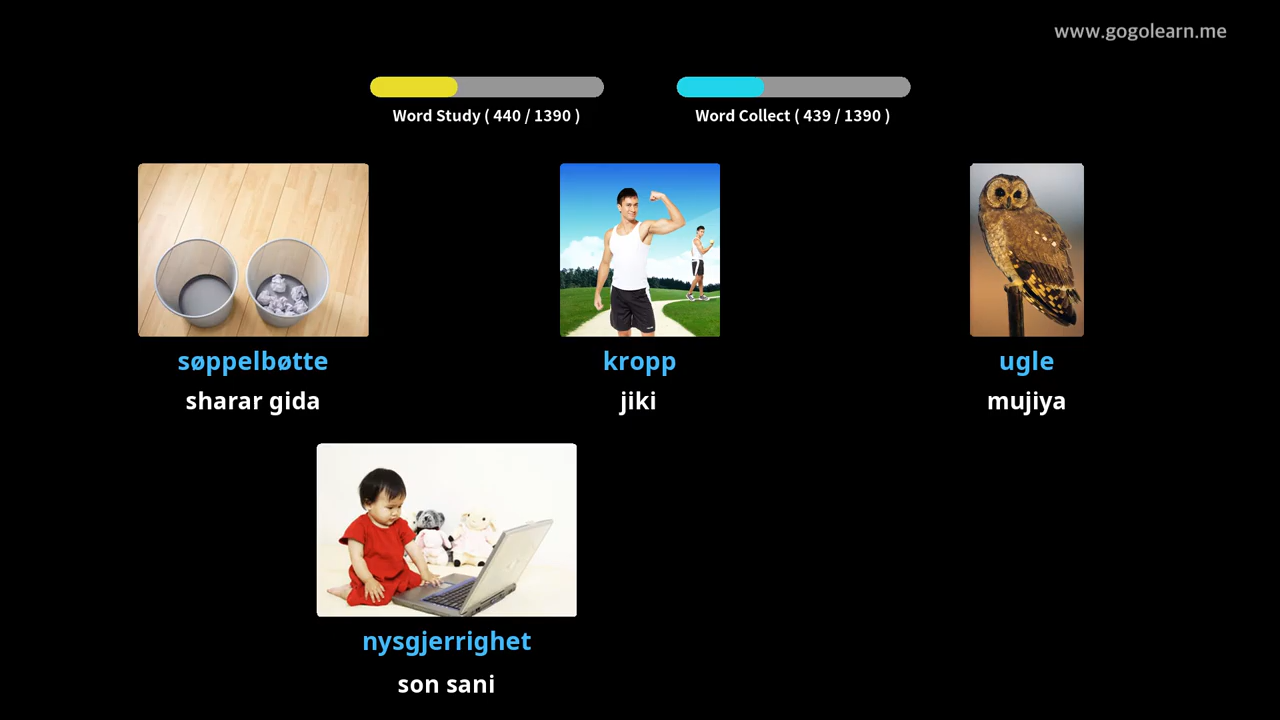 www.gogolearn.me
Word Study ( 440 / 1390 )
Word Collect ( 439 / 1390 )
søppelbøtte
sharar gida
kropp
jiki
ugle
mujiya
nysgjerrighet
son sani